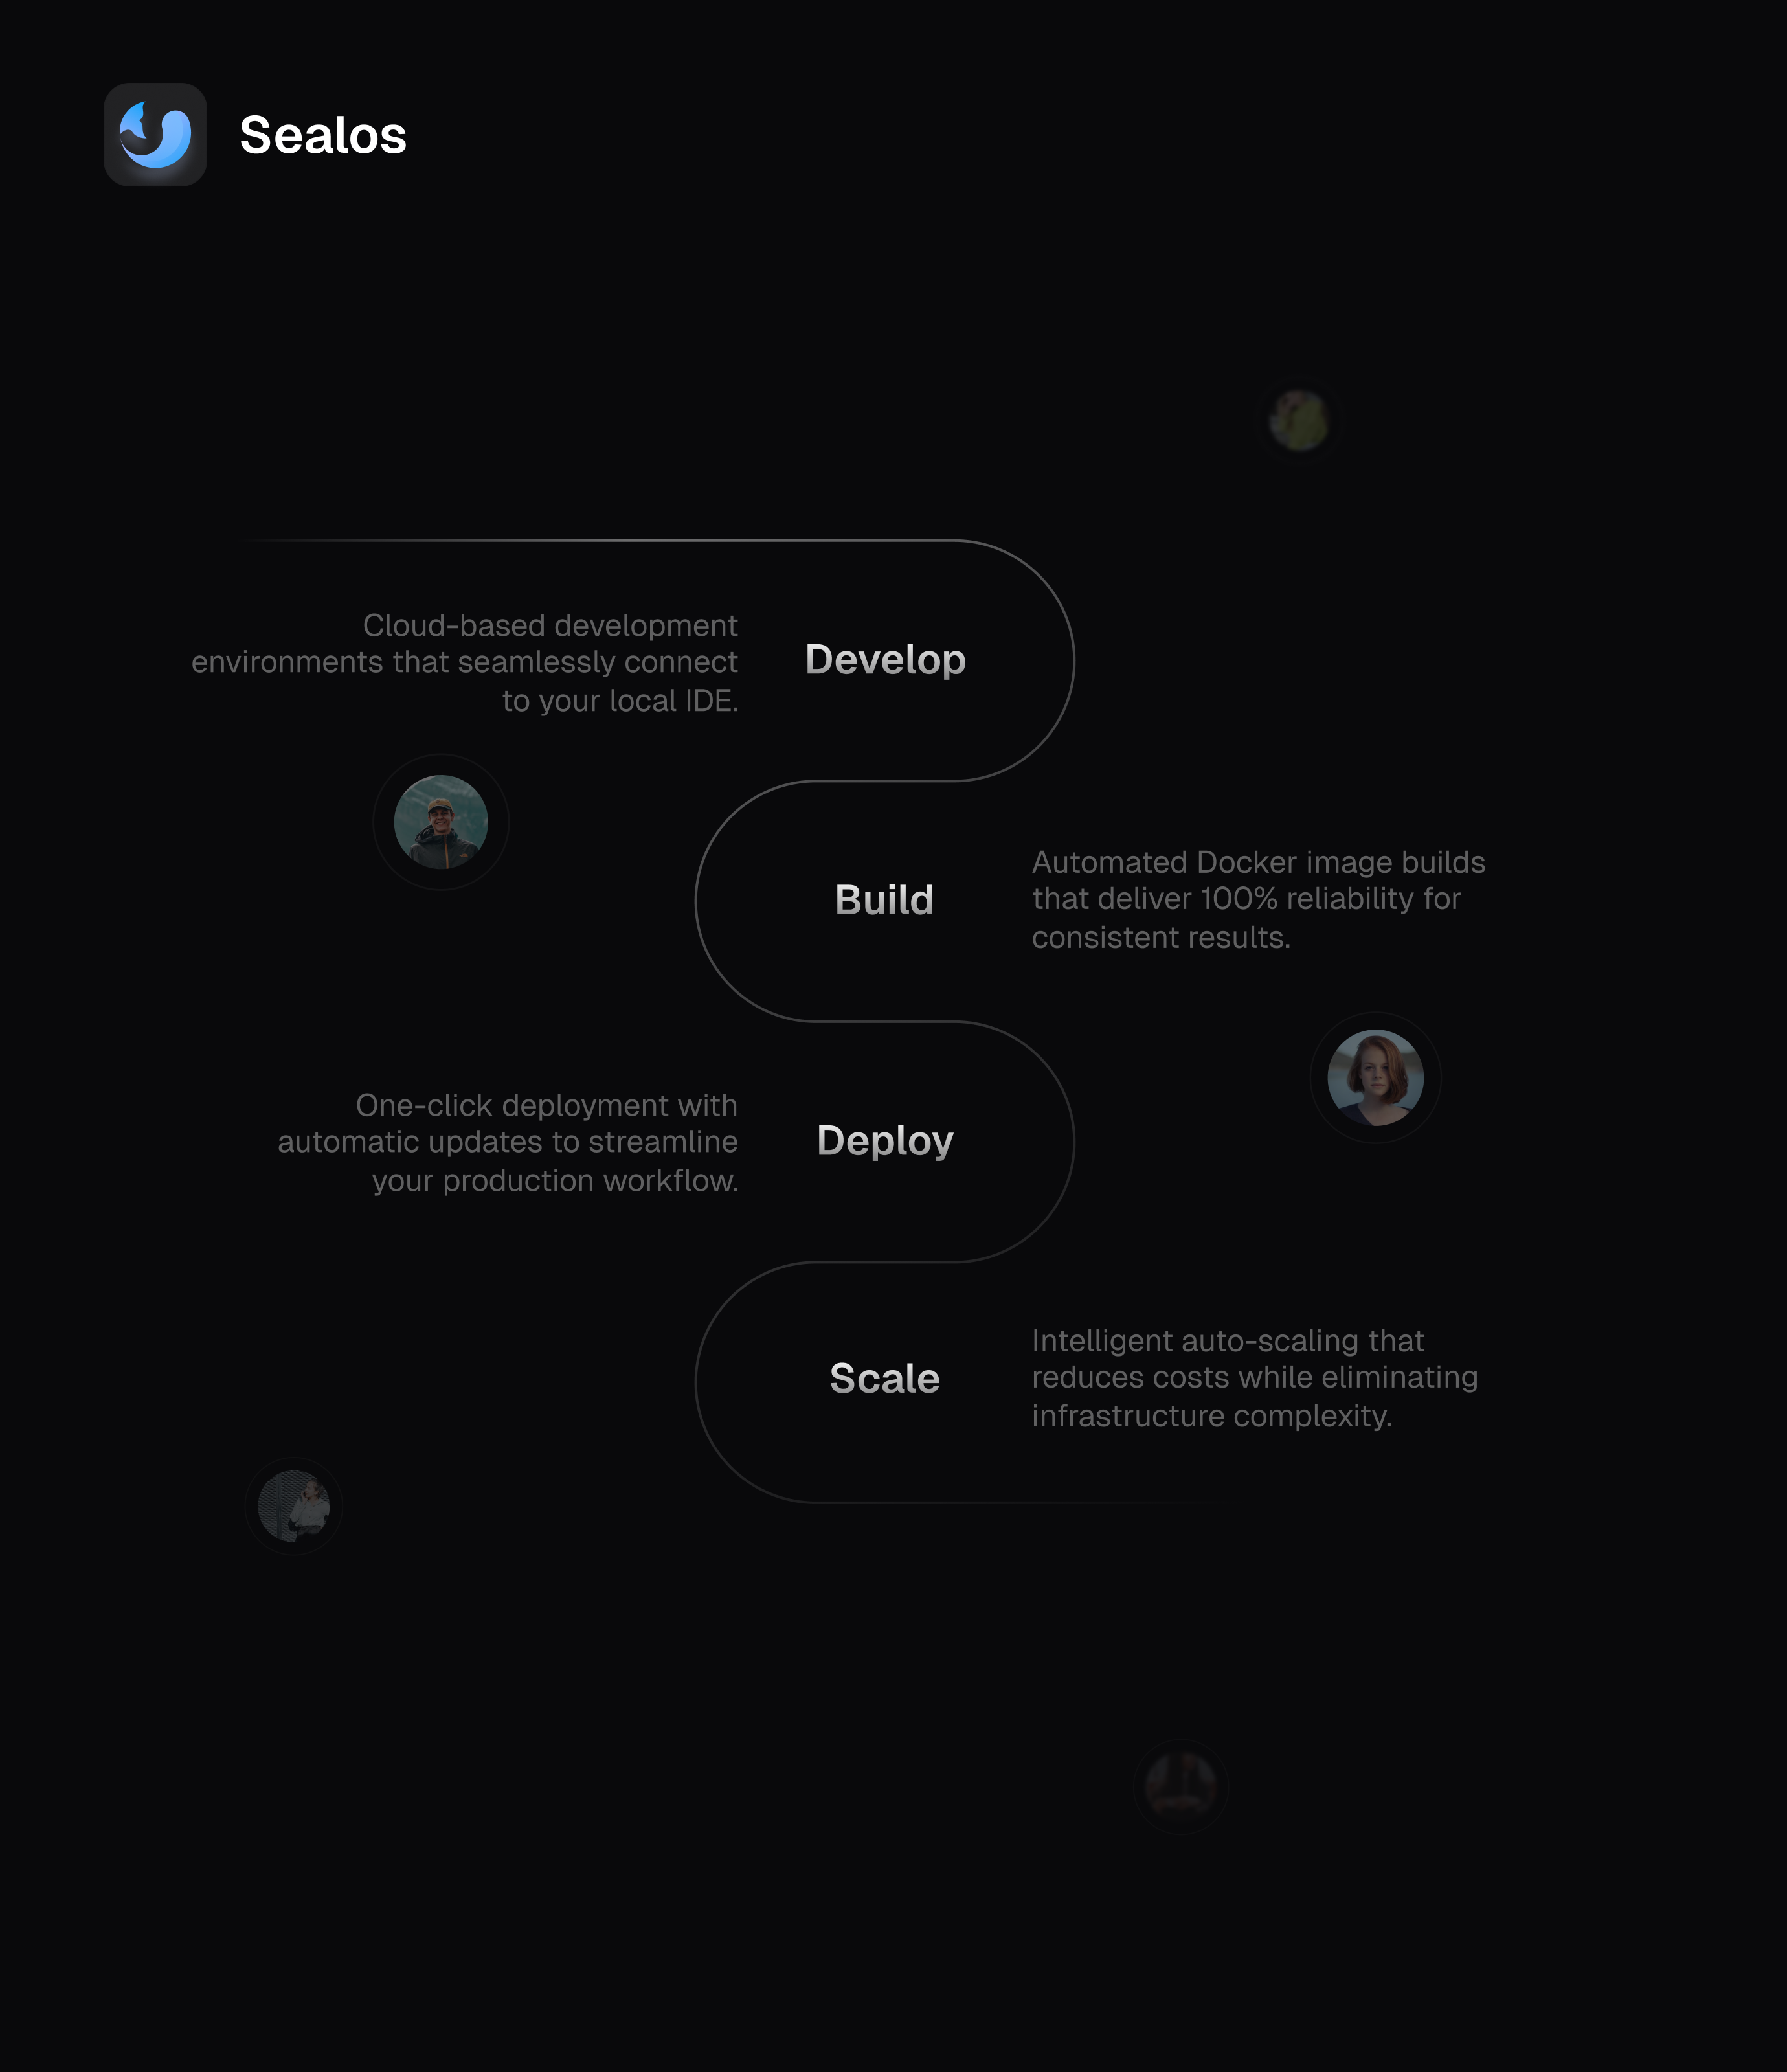 Sealos
Cloud-based development
environments that seamlessly connect
to your local IDE.
Develop
Build
Automated Docker image builds
that deliver 100% reliability for
consistent results.
One-click deployment with
automatic updates to streamline
your production workflow.
Deploy
Scale
Intelligent auto-scaling that
reduces costs while eliminating
infrastructure complexity.